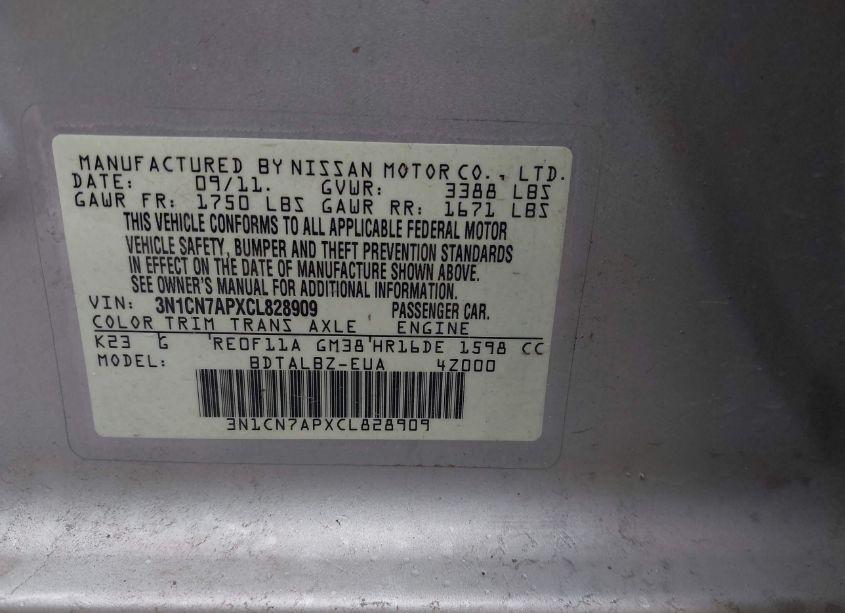 MANUFACTURED BY NISSAN MOTOR CO., LTD.
DATE: 09/11. GVWR: 3388 LBS
GAWR FR: 1750 LBS GAWR RR: 1671 LBS
THIS VEHICLE CONFORMS TO ALL APPLICABLE FEDERAL MOTOR
VEHICLE SAFETY, BUMPER AND THEFT PREVENTION STANDARDS
IN EFFECT ON THE DATE OF MANUFACTURE SHOWN ABOVE.
SEE OWNER'S MANUAL FOR ADDITIONAL INFORMATION.
VIN: 3N1CN7APXCL828909 PASSENGER CAR.
COLOR TRIM TRANS AXLE ENGINE
K23 G RE0F11A GM38 HR16DE 1598 CC
MODEL: BDTALBZ-EUA 4Z000
3N1CN7APXCL828909